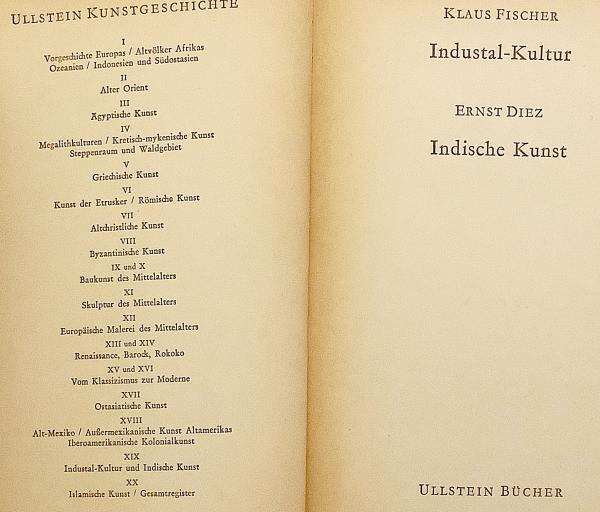 ULLSTEIN KUNSTGESCHICHTE
I
Vorgeschichte Europas / Altvölker Afrikas
Ozeanien / Indonesien und Südostasien
II
Alter Orient
III
Ägyptische Kunst
IV
Megalithkulturen / Kretisch-mykenische Kunst
Steppenraum und Waldgebiet
V
Griechische Kunst
VI
Kunst der Etrusker / Römische Kunst
VII
Altchristliche Kunst
VIII
Byzantinische Kunst
IX und X
Baukunst des Mittelalters
XI
Skulptur des Mittelalters
XII
Europäische Malerei des Mittelalters
XIII und XIV
Renaissance, Barock, Rokoko
XV und XVI
Vom Klassizismus zur Moderne
XVII
Ostasiatische Kunst
XVIII
Alt-Mexiko / Außermexikanische Kunst Altamerikas
Iberoamerikanische Kolonialkunst
XIX
Industal-Kultur und Indische Kunst
XX
Islamische Kunst / Gesamtregister
KLAUS FISCHER
Industal-Kultur
ERNST DIEZ
Indische Kunst
ULLSTEIN BÜCHER